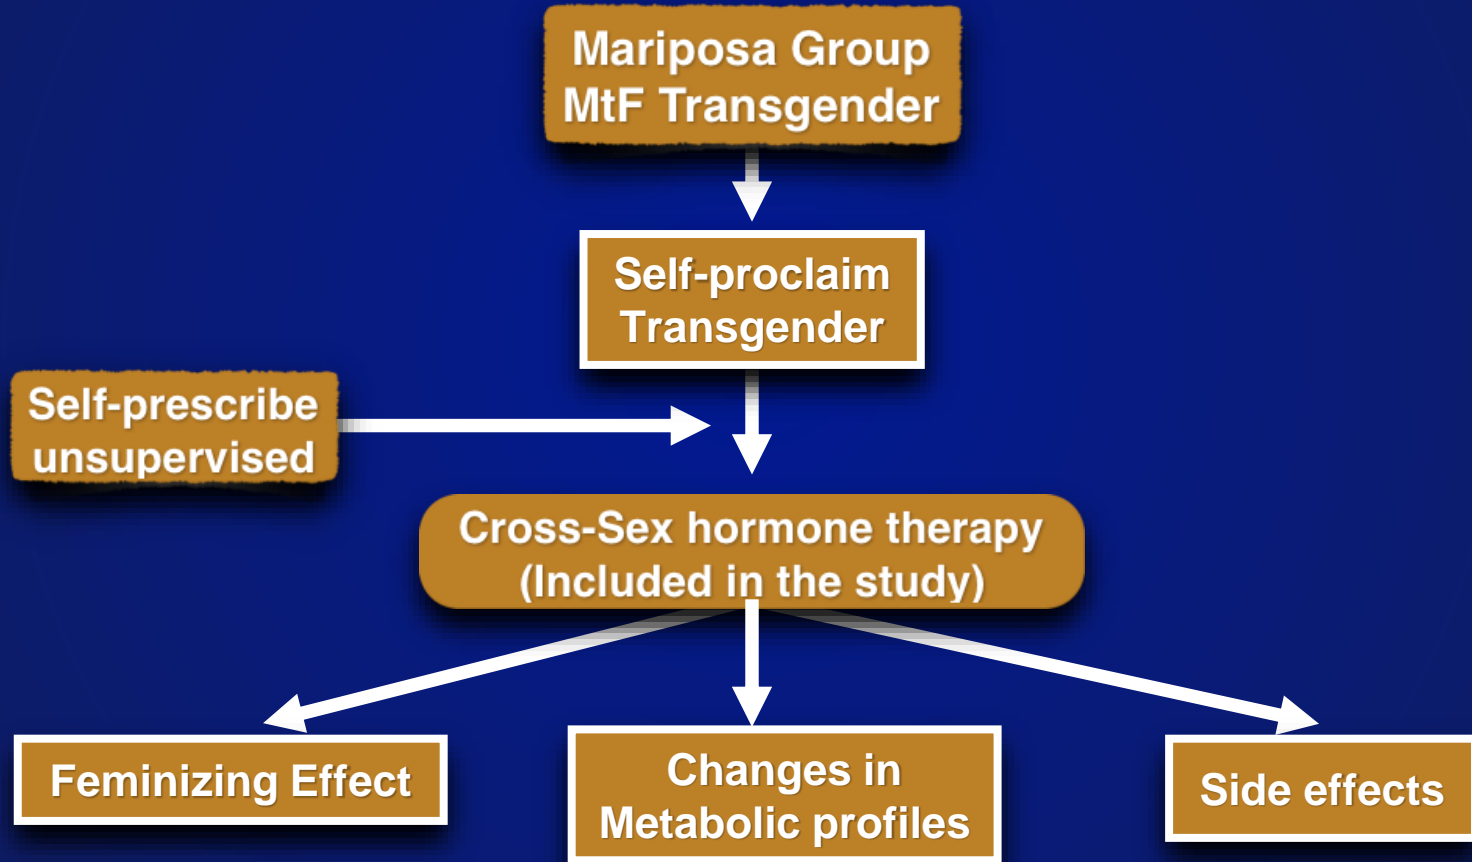 Mariposa Group
MtF Transgender
Self-proclaim
Transgender
Self-prescribe
unsupervised
Cross-Sex hormone therapy
(Included in the study)
Feminizing Effect
Changes in
Metabolic profiles
Side effects